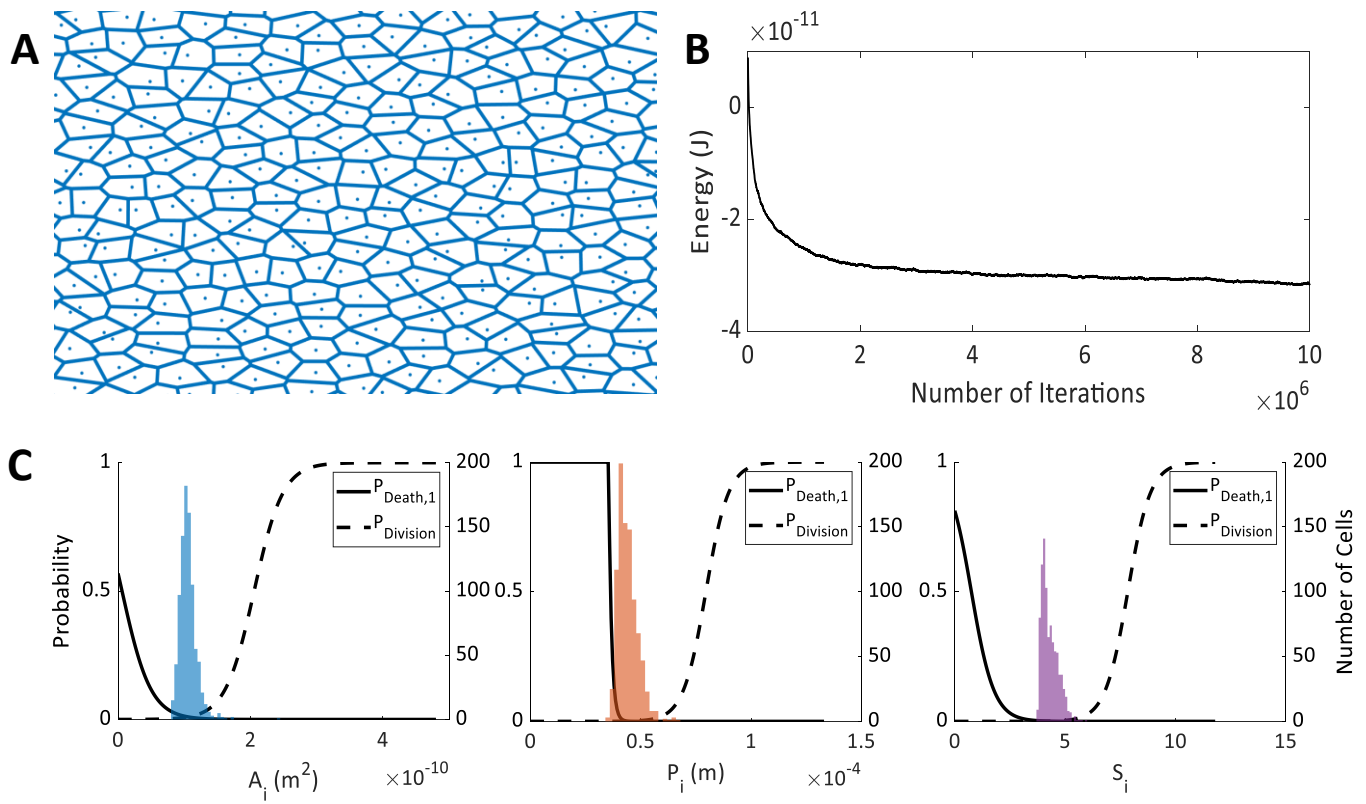 A
B
×10⁻¹¹
0
-2
-4
Energy (J)
0 2 4 6 8 10
Number of Iterations
×10⁶
C
1
0.5
0
Probability
200
150
100
50
0
P_Death,1
P_Division
0 2 4
×10⁻¹⁰
A_i (m²)
1
0.5
0
200
150
100
50
0
P_Death,1
P_Division
0 0.5 1 1.5
×10⁻⁴
P_i (m)
1
0.5
0
200
150
100
50
0
Number of Cells
P_Death,1
P_Division
0 5 10 15
S_i